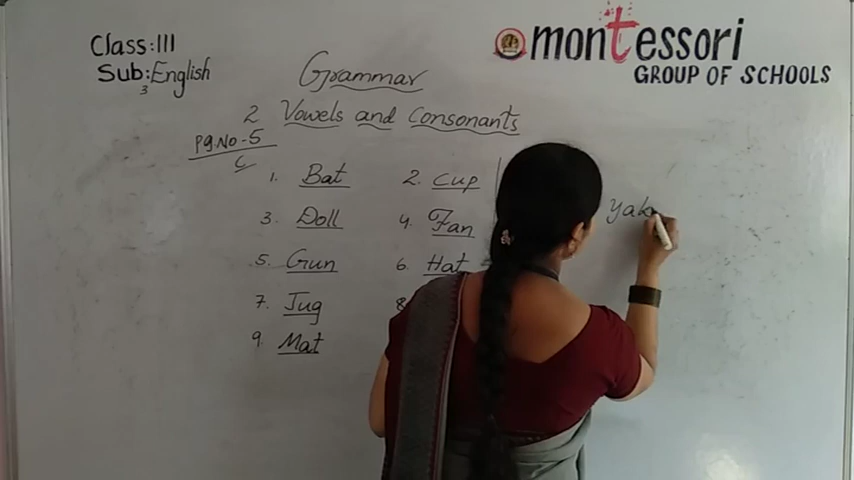 Class:III
montessori
GROUP OF SCHOOLS
Sub:English
3
Grammar
2 Vowels and Consonants
Pg.No-5
1. Bat 2. Cup
3. Doll 4. Fan
5. Gun 6. Hat
7. Jug 8
9. Mat